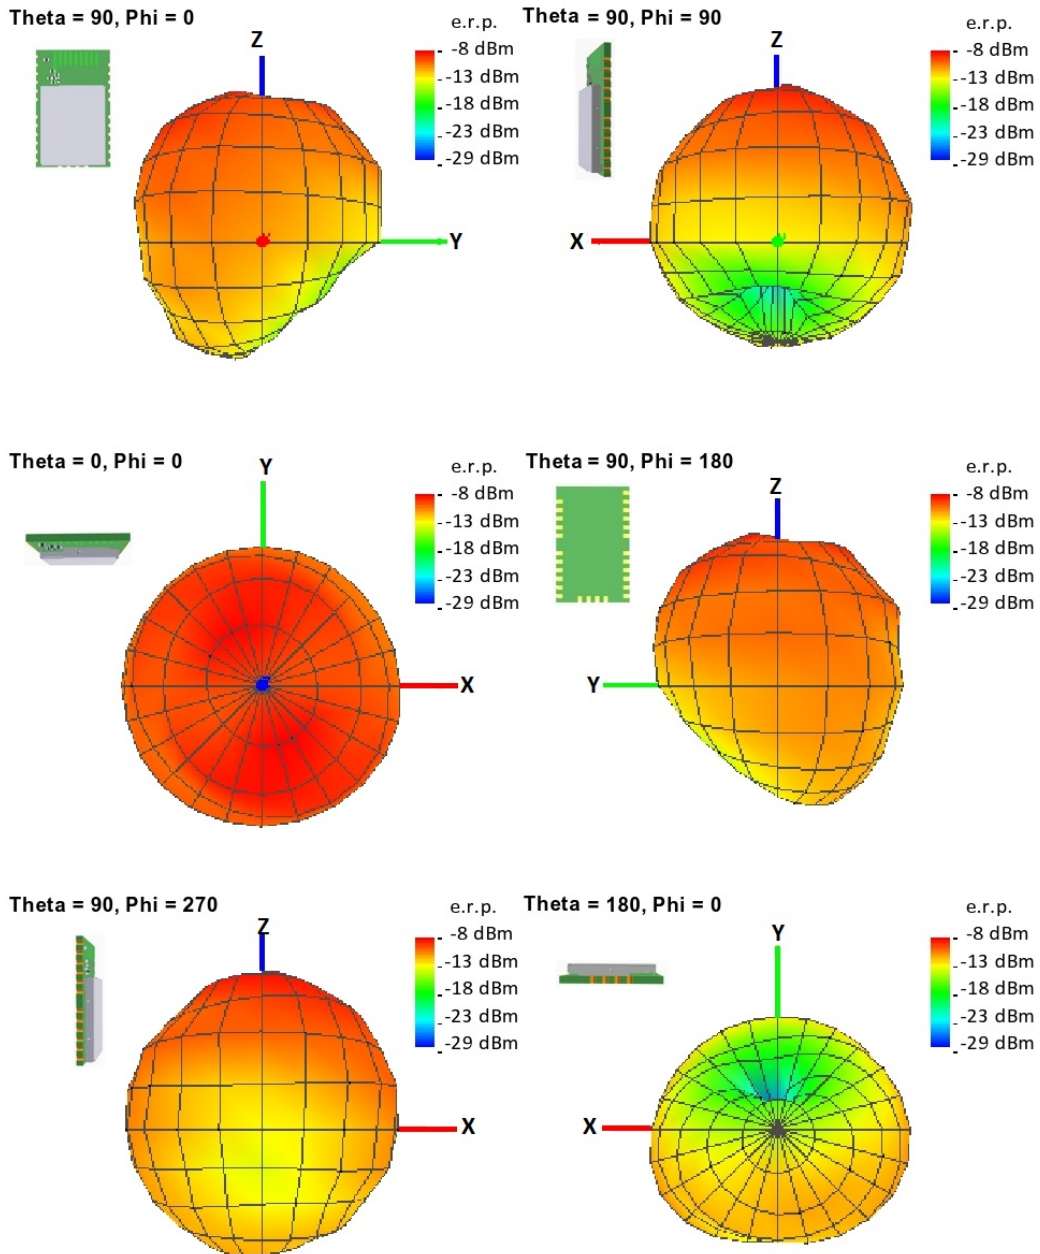 Theta = 90, Phi = 0
e.r.p.
Z
-8 dBm
-13 dBm
-18 dBm
-23 dBm
-29 dBm
Y
Theta = 90, Phi = 90
e.r.p.
Z
-8 dBm
-13 dBm
-18 dBm
-23 dBm
-29 dBm
X
Theta = 0, Phi = 0
e.r.p.
Y
-8 dBm
-13 dBm
-18 dBm
-23 dBm
-29 dBm
X
Theta = 90, Phi = 180
e.r.p.
Z
-8 dBm
-13 dBm
-18 dBm
-23 dBm
-29 dBm
Y
Theta = 90, Phi = 270
e.r.p.
Z
-8 dBm
-13 dBm
-18 dBm
-23 dBm
-29 dBm
X
Theta = 180, Phi = 0
e.r.p.
Y
-8 dBm
-13 dBm
-18 dBm
-23 dBm
-29 dBm
X